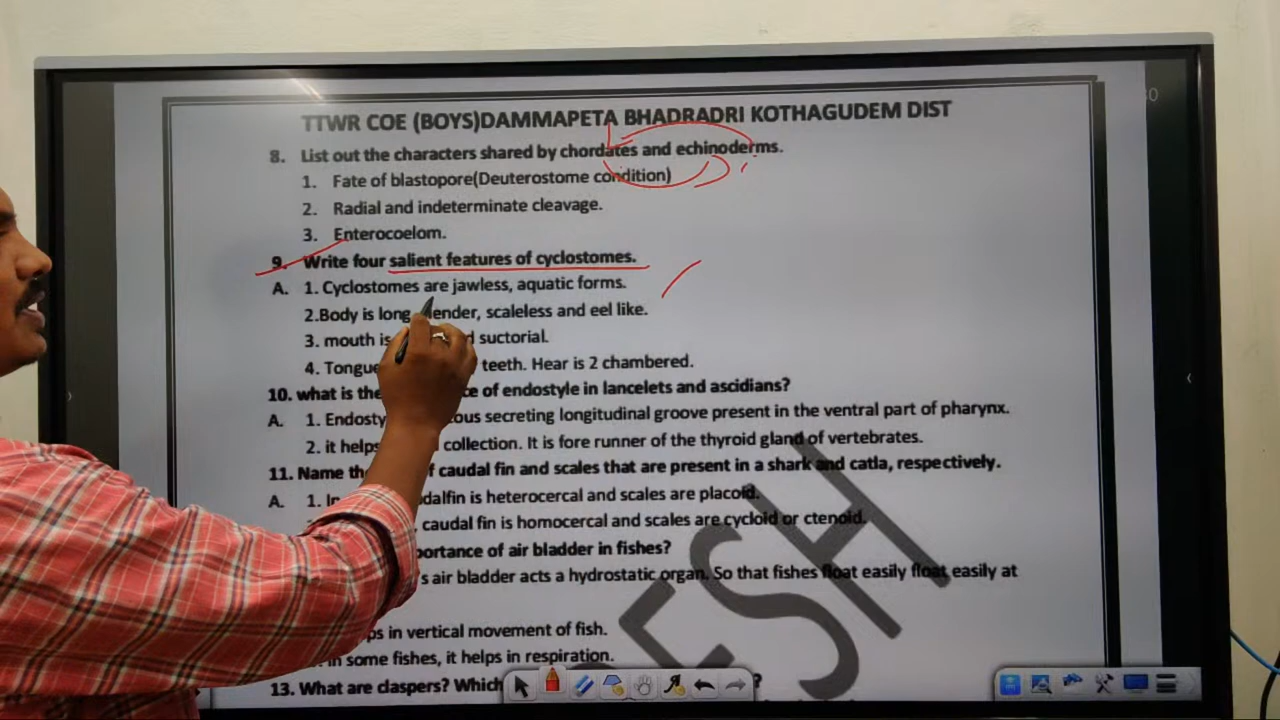 TTWR COE (BOYS)DAMMAPETA BHADRADRI KOTHAGUDEM DIST
8. List out the characters shared by chordates and echinoderms.
1. Fate of blastopore(Deuterostome condition)
2. Radial and indeterminate cleavage.
3. Enterocoelom.
9. Write four salient features of cyclostomes.
A. 1. Cyclostomes are jawless, aquatic forms.
2.Body is long lender, scaleless and eel like.
3. mouth is suctorial.
4. Tongue teeth. Hear is 2 chambered.
10. what is the of endostyle in lancelets and ascidians?
A. 1. secreting longitudinal groove present in the ventral part of pharynx.
2. it helps collection. It is fore runner of the thyroid gland of vertebrates.
11. Name caudal fin and scales that are present in a shark and catla, respectively.
A. 1. is heterocercal and scales are placoid.
caudal fin is homocercal and scales are cycloid or ctenoid.
of air bladder in fishes?
air bladder acts a hydrostatic organ. So that fishes float easily float easily at
in vertical movement of fish.
in some fishes, it helps in respiration.
13. What are claspers? Which ?
ESH